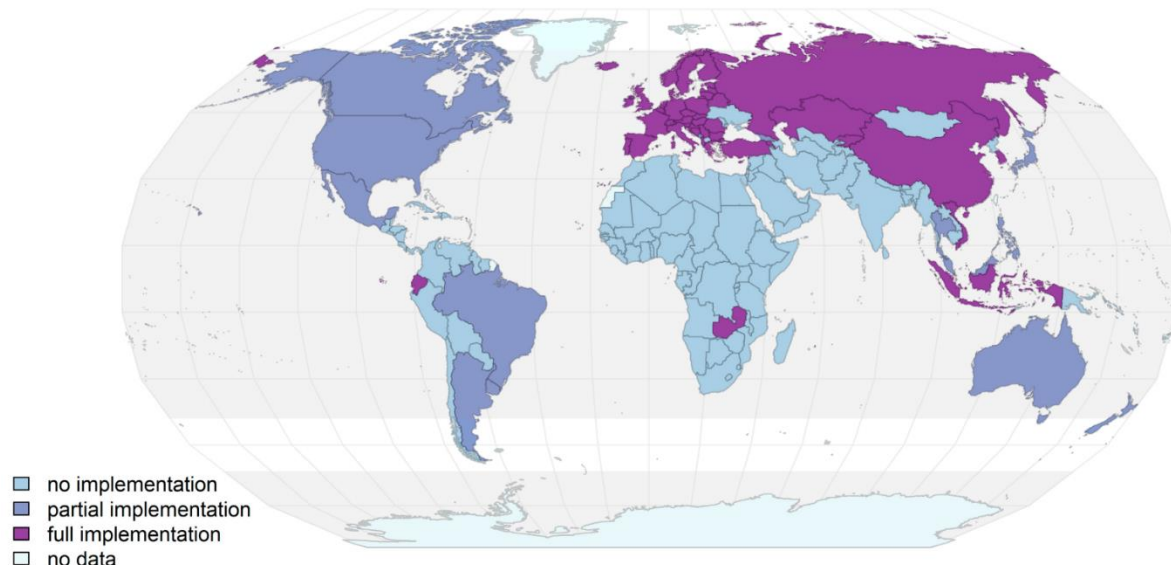 no implementation
partial implementation
full implementation
no data